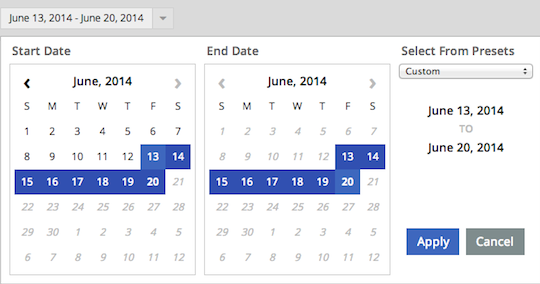 June 13, 2014 - June 20, 2014
Start Date
‹ June, 2014 ›
S M T W T F S
1 2 3 4 5 6 7
8 9 10 11 12 13 14
15 16 17 18 19 20 21
22 23 24 25 26 27 28
29 30 1 2 3 4 5
6 7 8 9 10 11 12
End Date
‹ June, 2014 ›
S M T W T F S
1 2 3 4 5 6 7
8 9 10 11 12 13 14
15 16 17 18 19 20 21
22 23 24 25 26 27 28
29 30 1 2 3 4 5
6 7 8 9 10 11 12
Select From Presets
Custom
June 13, 2014
TO
June 20, 2014
Apply Cancel